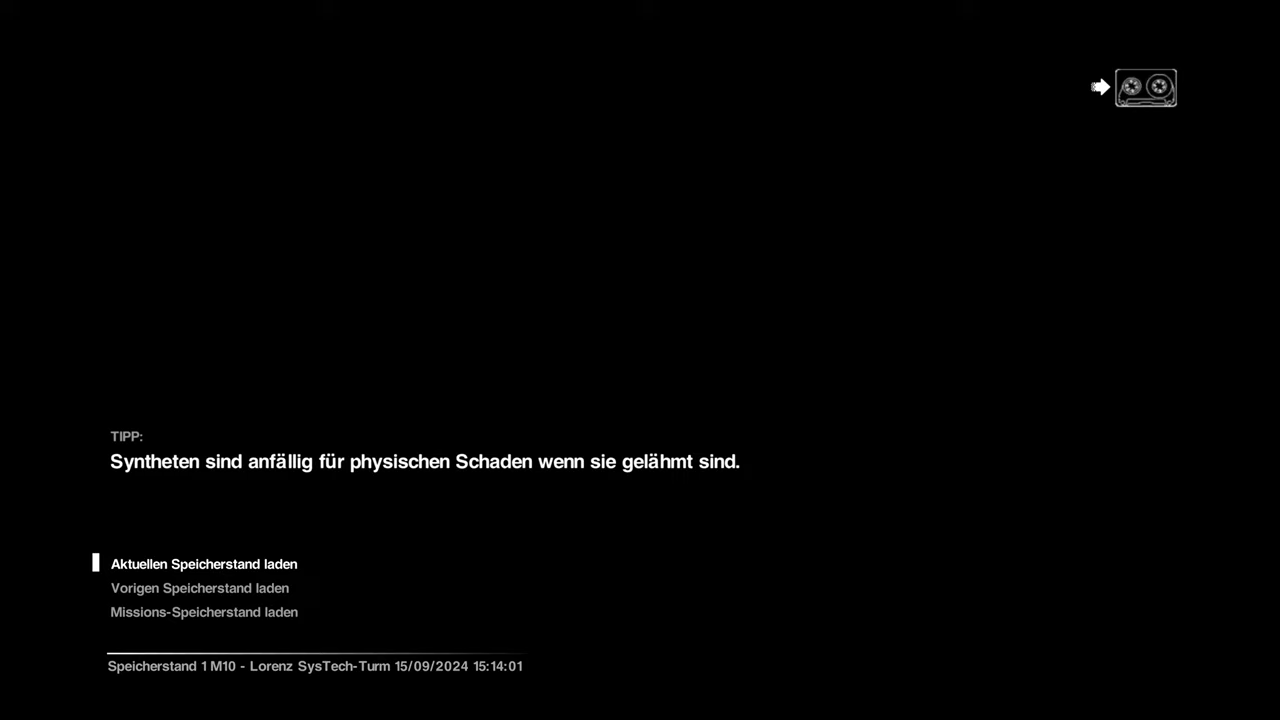 TIPP:
Syntheten sind anfällig für physischen Schaden wenn sie gelähmt sind.
Aktuellen Speicherstand laden
Vorigen Speicherstand laden
Missions-Speicherstand laden
Speicherstand 1 M10 - Lorenz SysTech-Turm 15/09/2024 15:14:01